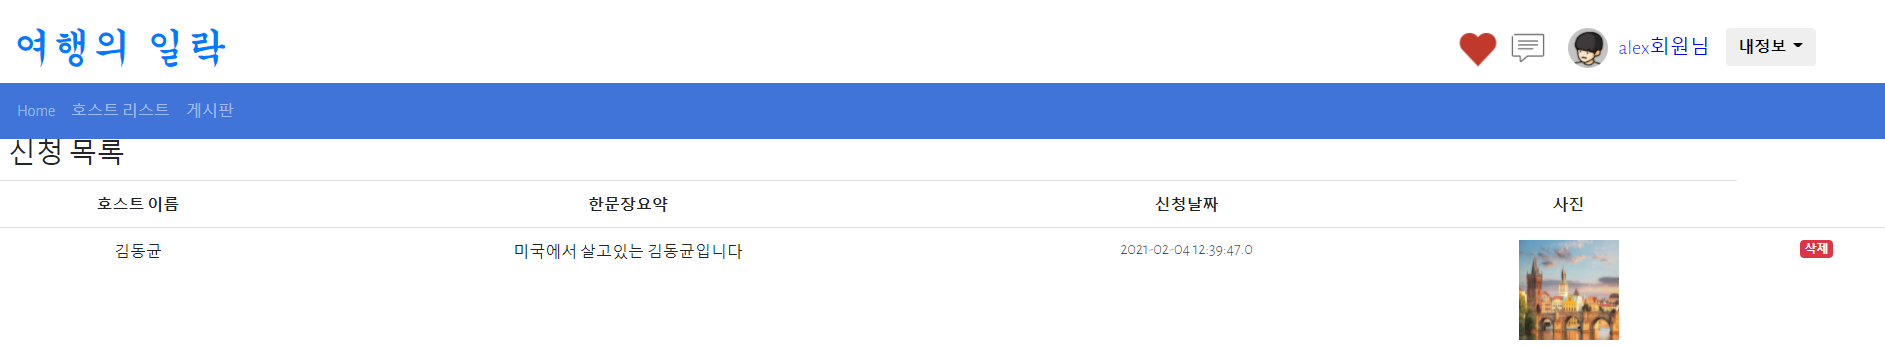 여행의 일락
alex회원님 내정보
Home 호스트 리스트 게시판
신청 목록
호스트 이름 한문장요약 신청날짜 사진
김동균 미국에서 살고있는 김동균입니다 2021-02-04 12:39:47.0 삭제